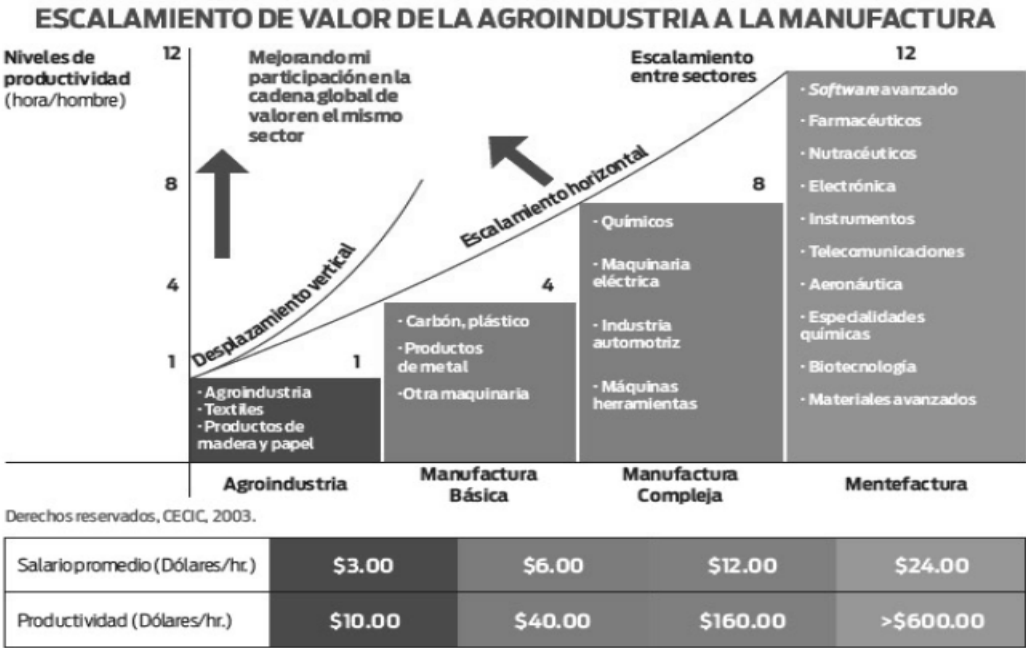 ESCALAMIENTO DE VALOR DE LA AGROINDUSTRIA A LA MANUFACTURA
Niveles de
productividad
(hora/hombre)
12
8
4
1
Mejorando mi
participación en la
cadena global de
valor en el mismo
sector
Escalamiento
entre sectores
Desplazamiento vertical
Escalamiento horizontal
1
· Agroindustria
· Textiles
· Productos de
madera y papel
4
· Carbón, plástico
· Productos
de metal
· Otra maquinaria
8
· Químicos
· Maquinaria
eléctrica
· Industria
automotriz
· Máquinas
herramientas
12
· Software avanzado
· Farmacéuticos
· Nutracéuticos
· Electrónica
· Instrumentos
· Telecomunicaciones
· Aeronáutica
· Especialidades
químicas
· Biotecnología
· Materiales avanzados
Agroindustria
Manufactura
Básica
Manufactura
Compleja
Mentefactura
Derechos reservados, CECIC, 2003.
Salario promedio (Dólares/hr.) $3.00 $6.00 $12.00 $24.00
Productividad (Dólares/hr.) $10.00 $40.00 $160.00 >$600.00